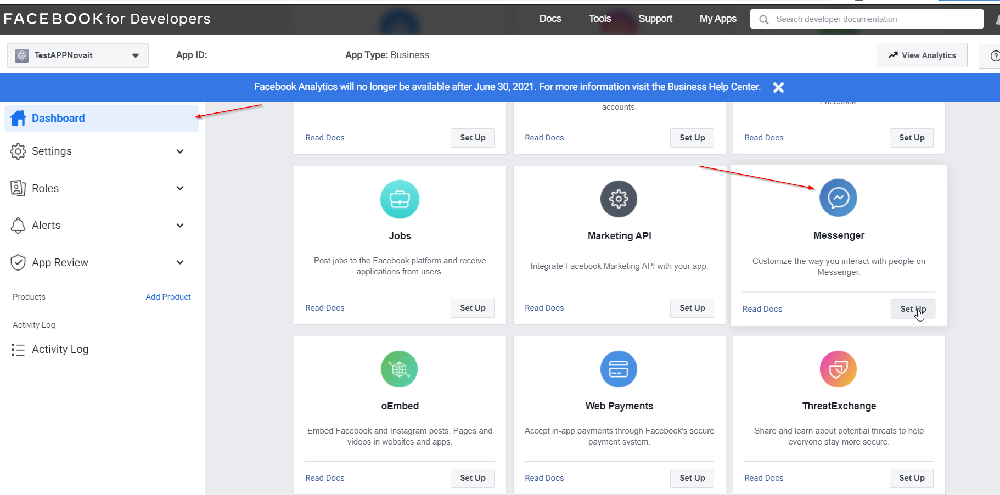 FACEBOOK for Developers
Docs
Tools
Support
My Apps
Search developer documentation
TestAPPNovait
App ID:
App Type: Business
View Analytics
Facebook Analytics will no longer be available after June 30, 2021. For more information visit the Business Help Center.
Dashboard
Settings
Roles
Alerts
App Review
Products
Add Product
Activity Log
Activity Log
Read Docs
Set Up
accounts.
Read Docs
Set Up
Facebook.
Read Docs
Set Up
Jobs
Post jobs to the Facebook platform and receive
applications from users.
Read Docs
Set Up
Marketing API
Integrate Facebook Marketing API with your app.
Read Docs
Set Up
Messenger
Customize the way you interact with people on
Messenger.
Read Docs
Set Up
oEmbed
Embed Facebook and Instagram posts, Pages and
videos in websites and apps.
Read Docs
Set Up
Web Payments
Accept in-app payments through Facebook's secure
payment system.
Read Docs
Set Up
ThreatExchange
Share and learn about potential threats to help
everyone stay more secure.
Read Docs
Set Up